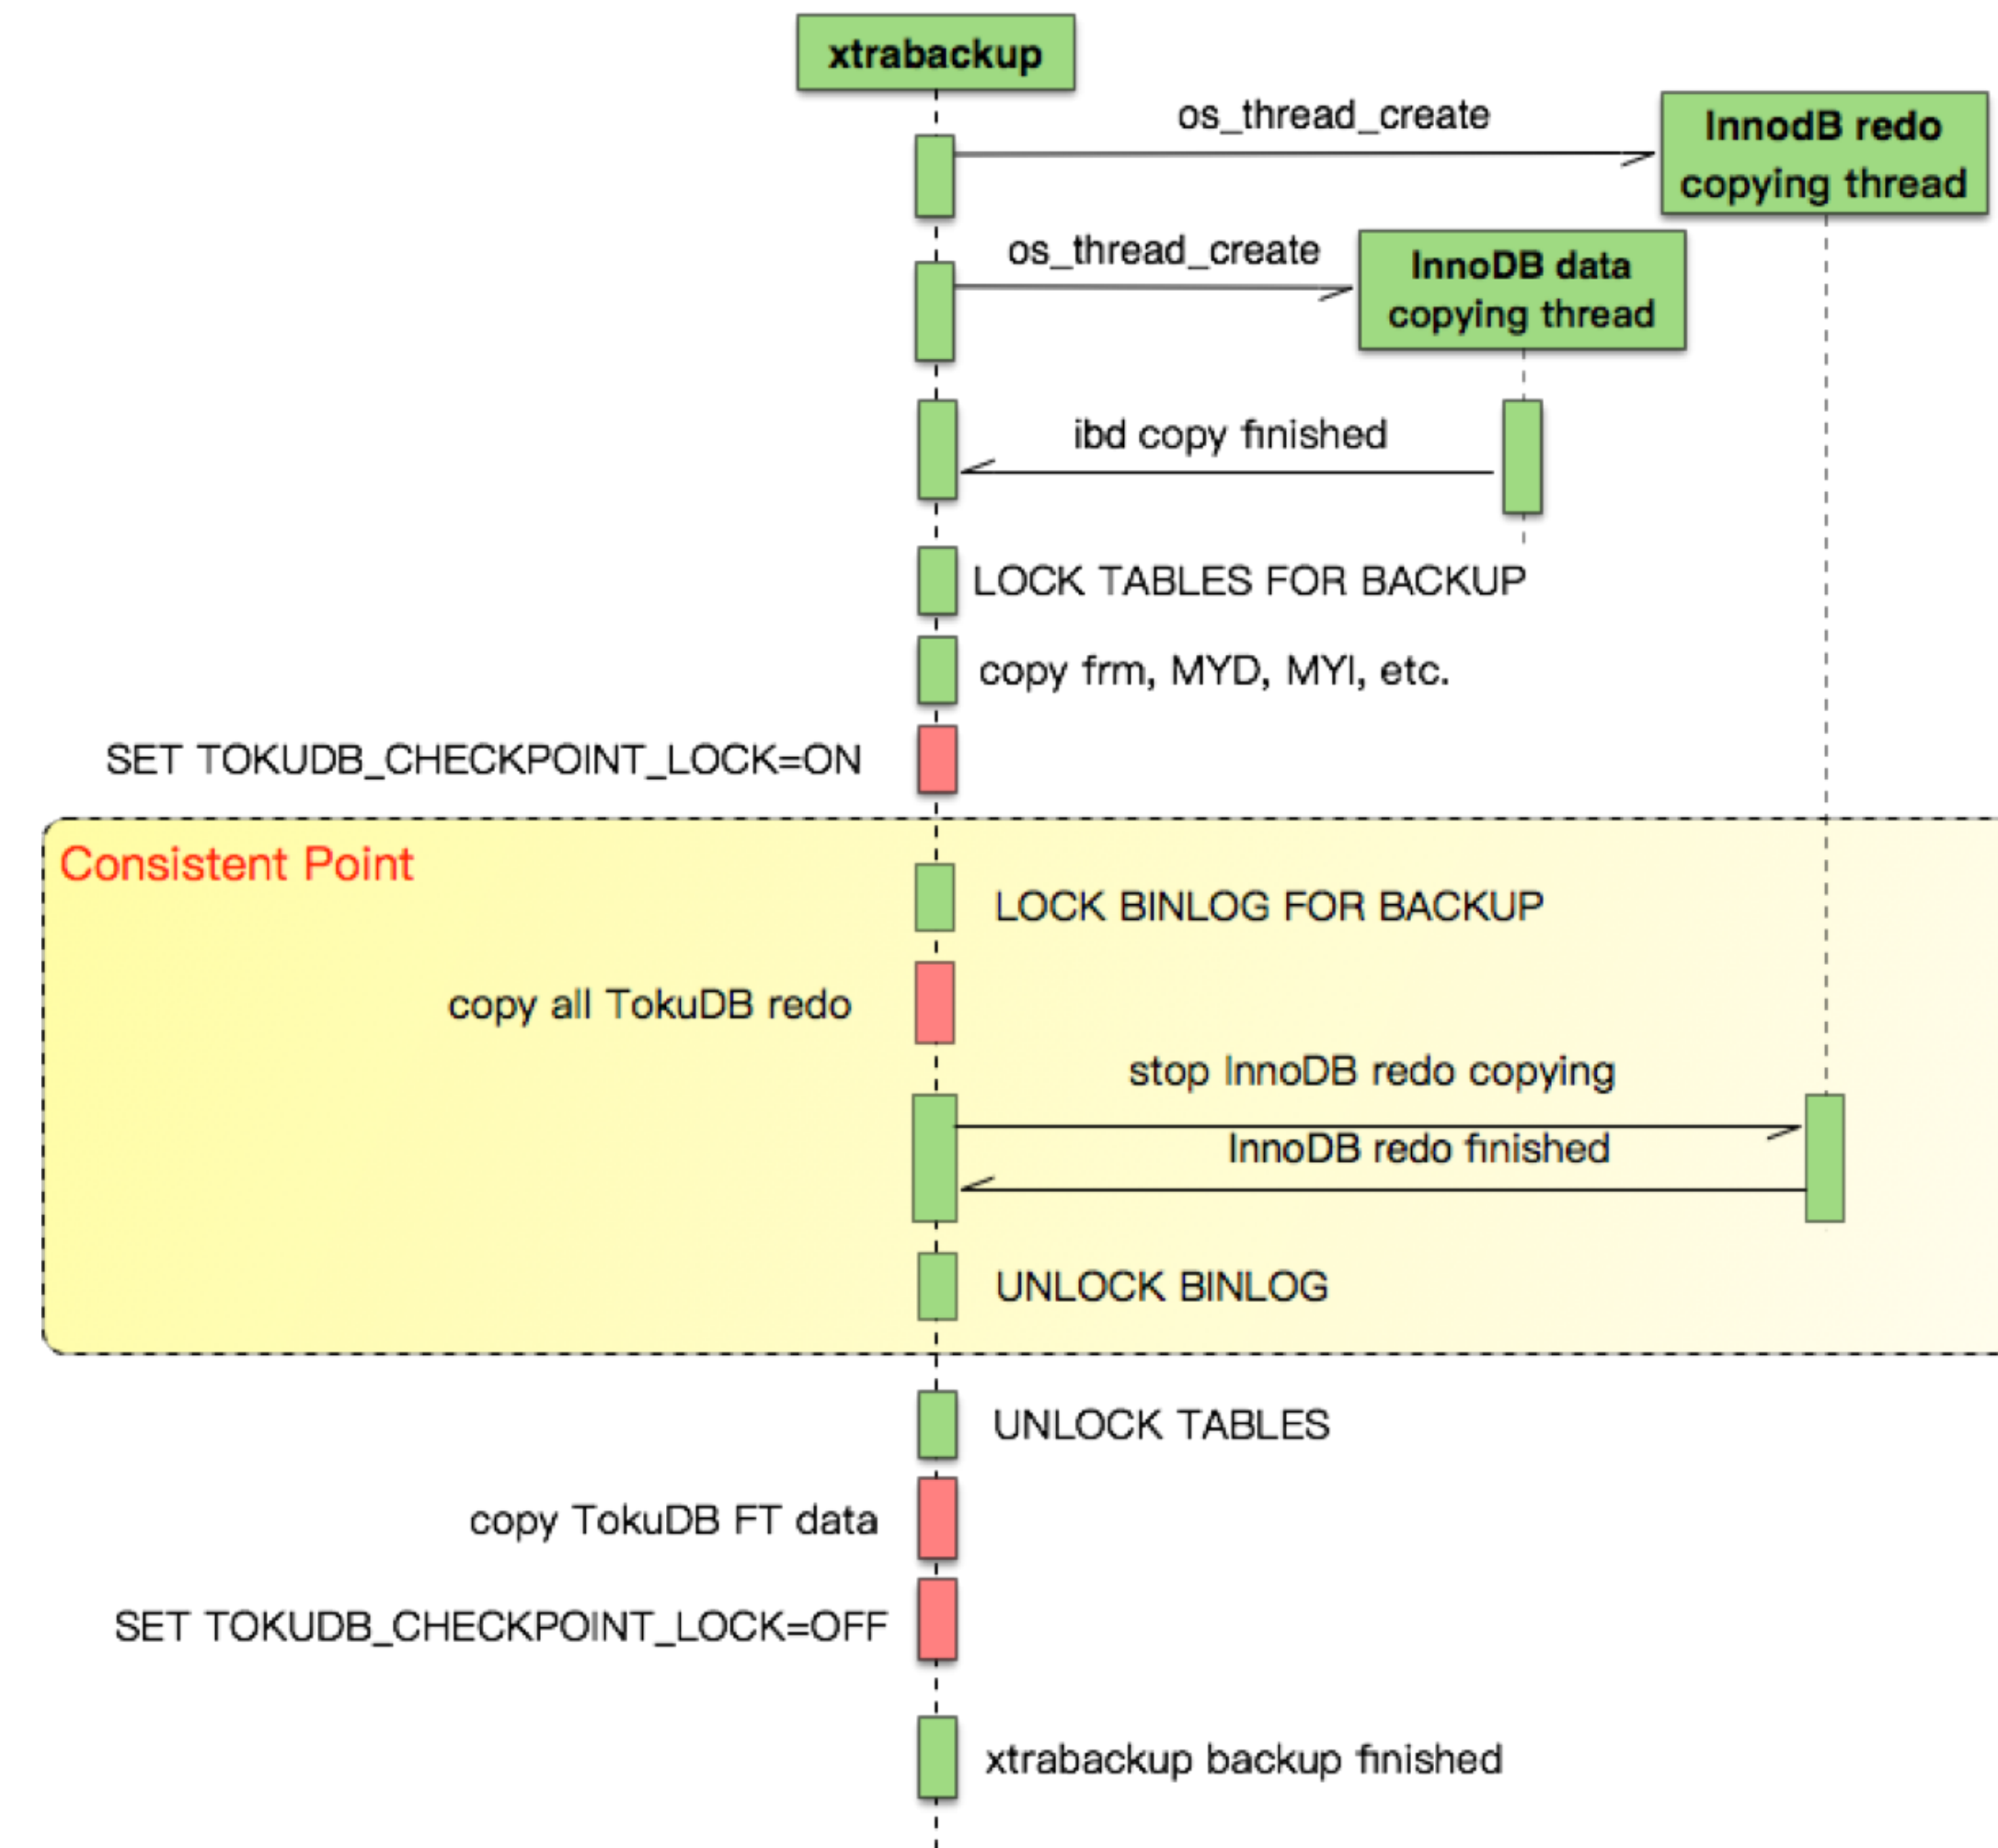 xtrabackup
os_thread_create
InnodB redo
copying thread
os_thread_create
InnoDB data
copying thread
ibd copy finished
LOCK TABLES FOR BACKUP
copy frm, MYD, MYI, etc.
SET TOKUDB_CHECKPOINT_LOCK=ON
Consistent Point
LOCK BINLOG FOR BACKUP
copy all TokuDB redo
stop InnoDB redo copying
InnoDB redo finished
UNLOCK BINLOG
UNLOCK TABLES
copy TokuDB FT data
SET TOKUDB_CHECKPOINT_LOCK=OFF
xtrabackup backup finished